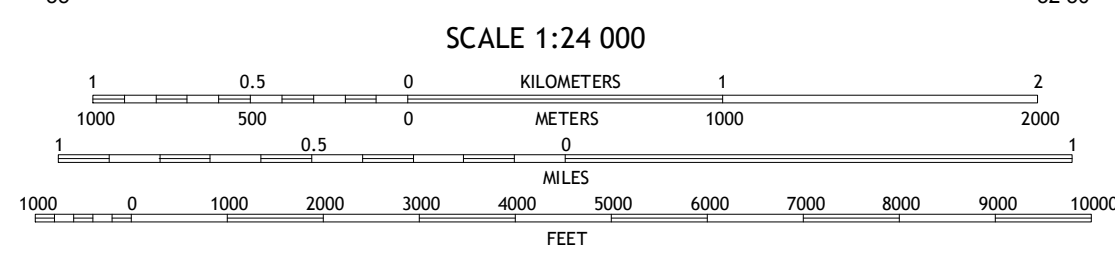 SCALE 1:24 000
1 0.5 0 KILOMETERS 1 2
1000 500 0 METERS 1000 2000
1 0.5 0 1
MILES
1000 0 1000 2000 3000 4000 5000 6000 7000 8000 9000 10000
FEET